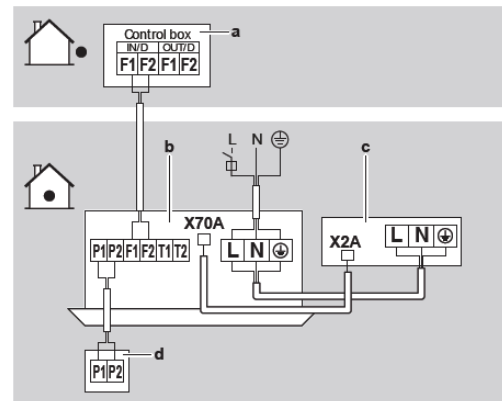 Control box
a
IN/D OUT/D
F1 F2 F1 F2
b
L N
c
X70A
P1 P2 F1 F2 T1 T2
L N
X2A
L N
d
P1 P2